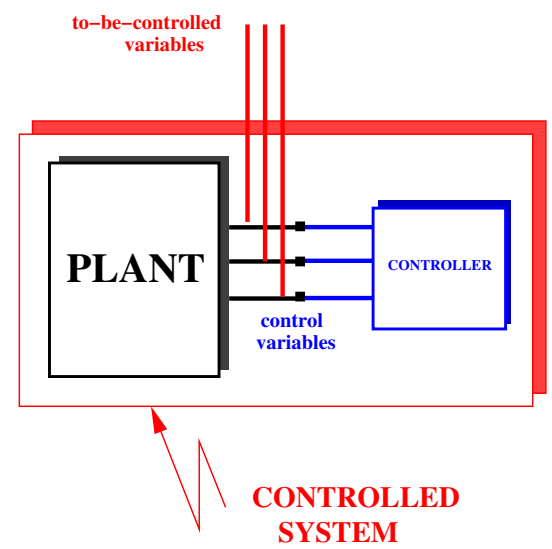 to-be-controlled
variables
PLANT
CONTROLLER
control
variables
CONTROLLED
SYSTEM